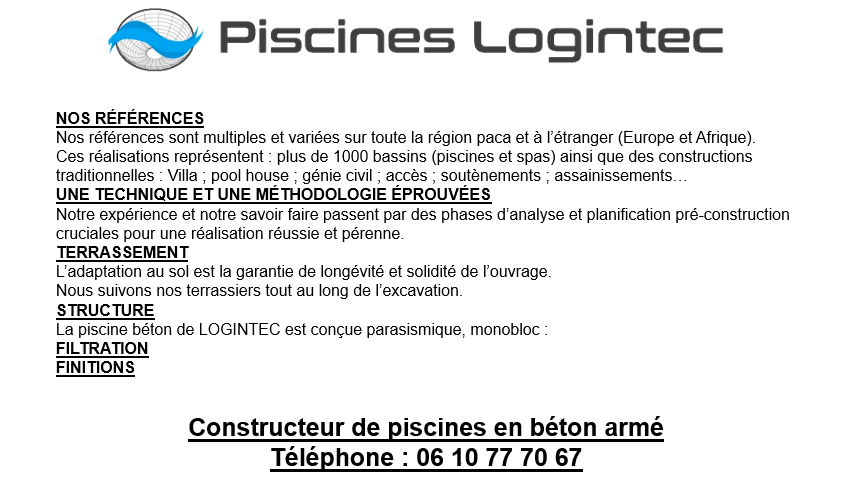 Piscines Logintec
NOS RÉFÉRENCES
Nos références sont multiples et variées sur toute la région paca et à l’étranger (Europe et Afrique).
Ces réalisations représentent : plus de 1000 bassins (piscines et spas) ainsi que des constructions
traditionnelles : Villa ; pool house ; génie civil ; accès ; soutènements ; assainissements…
UNE TECHNIQUE ET UNE MÉTHODOLOGIE ÉPROUVÉES
Notre expérience et notre savoir faire passent par des phases d’analyse et planification pré-construction
cruciales pour une réalisation réussie et pérenne.
TERRASSEMENT
L’adaptation au sol est la garantie de longévité et solidité de l’ouvrage.
Nous suivons nos terrassiers tout au long de l’excavation.
STRUCTURE
La piscine béton de LOGINTEC est conçue parasismique, monobloc :
FILTRATION
FINITIONS
Constructeur de piscines en béton armé
Téléphone : 06 10 77 70 67